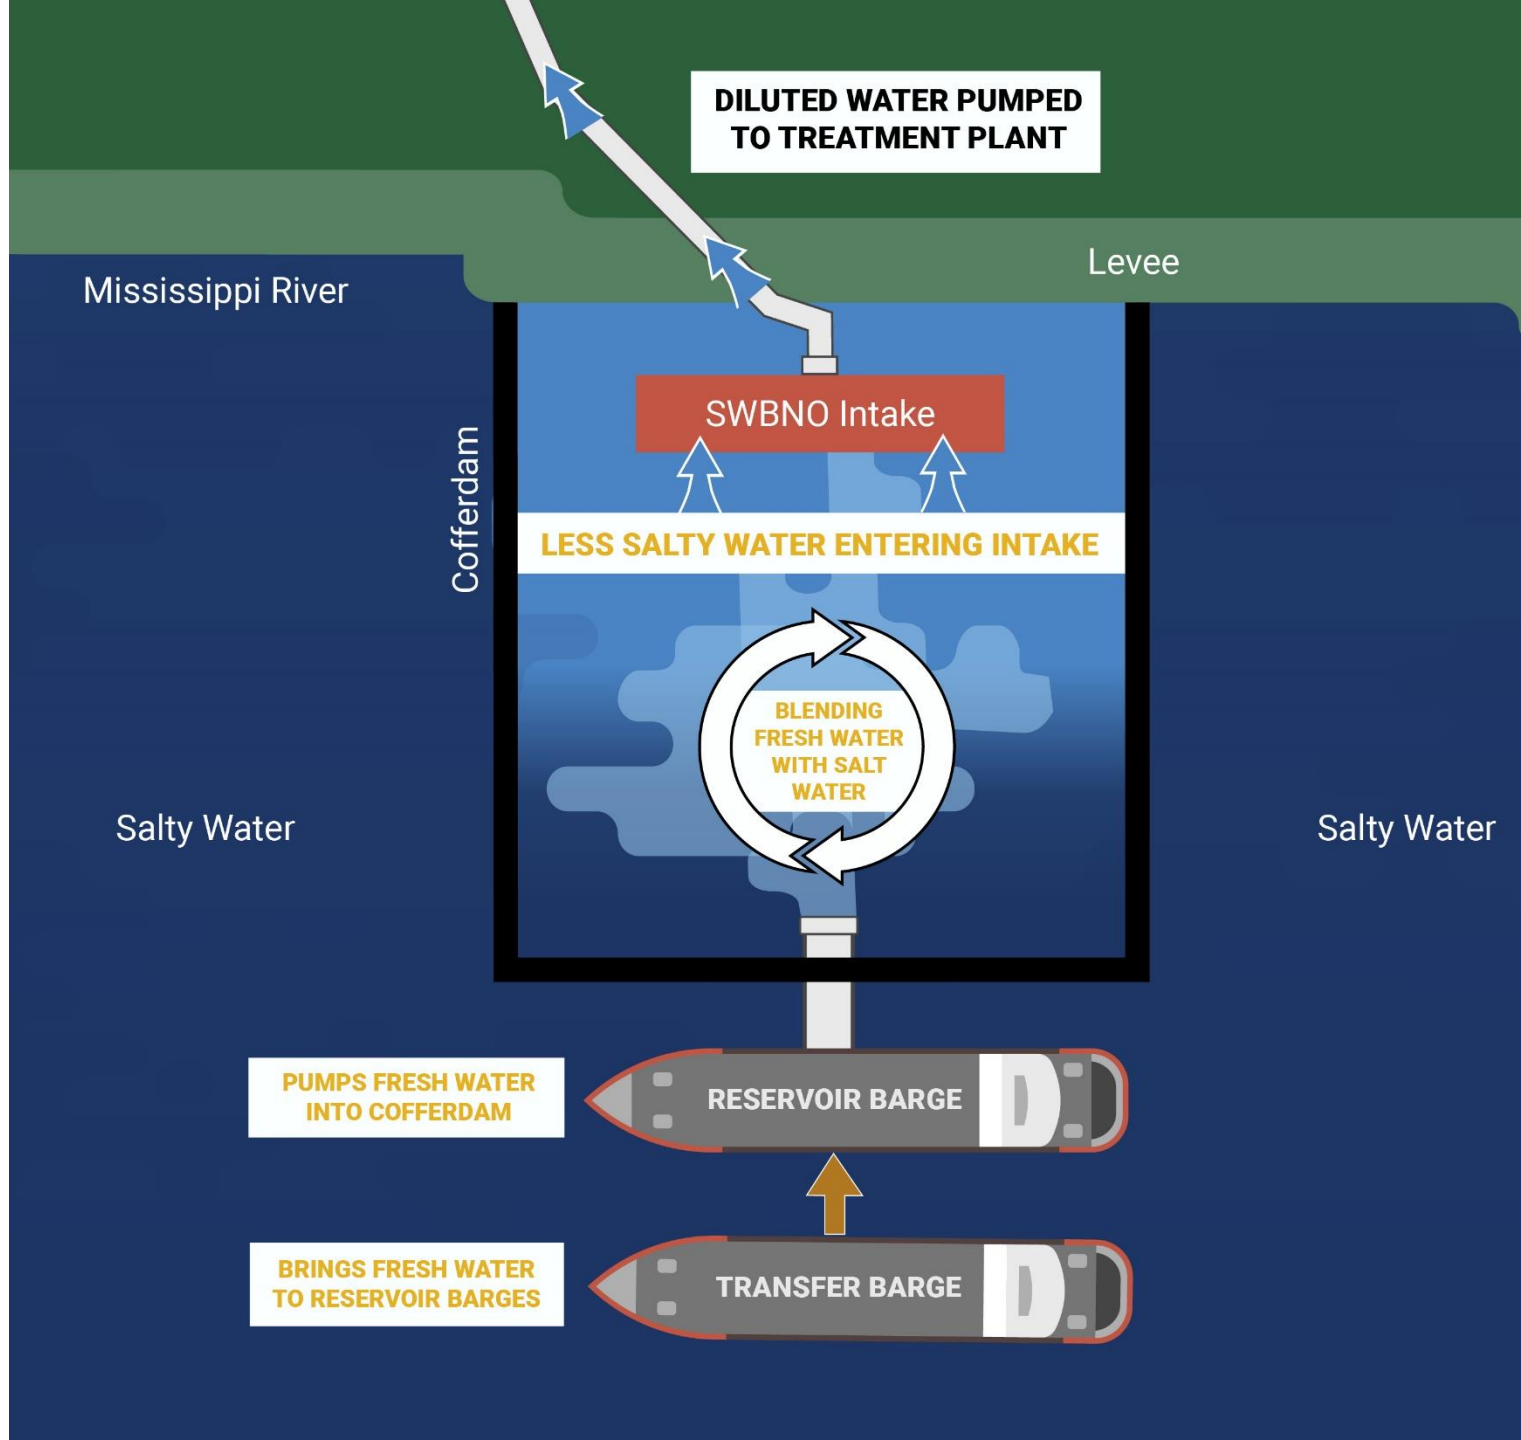 DILUTED WATER PUMPED
TO TREATMENT PLANT
Levee
Mississippi River
SWBNO Intake
Cofferdam
LESS SALTY WATER ENTERING INTAKE
BLENDING
FRESH WATER
WITH SALT
WATER
Salty Water
Salty Water
PUMPS FRESH WATER
INTO COFFERDAM
RESERVOIR BARGE
BRINGS FRESH WATER
TO RESERVOIR BARGES
TRANSFER BARGE